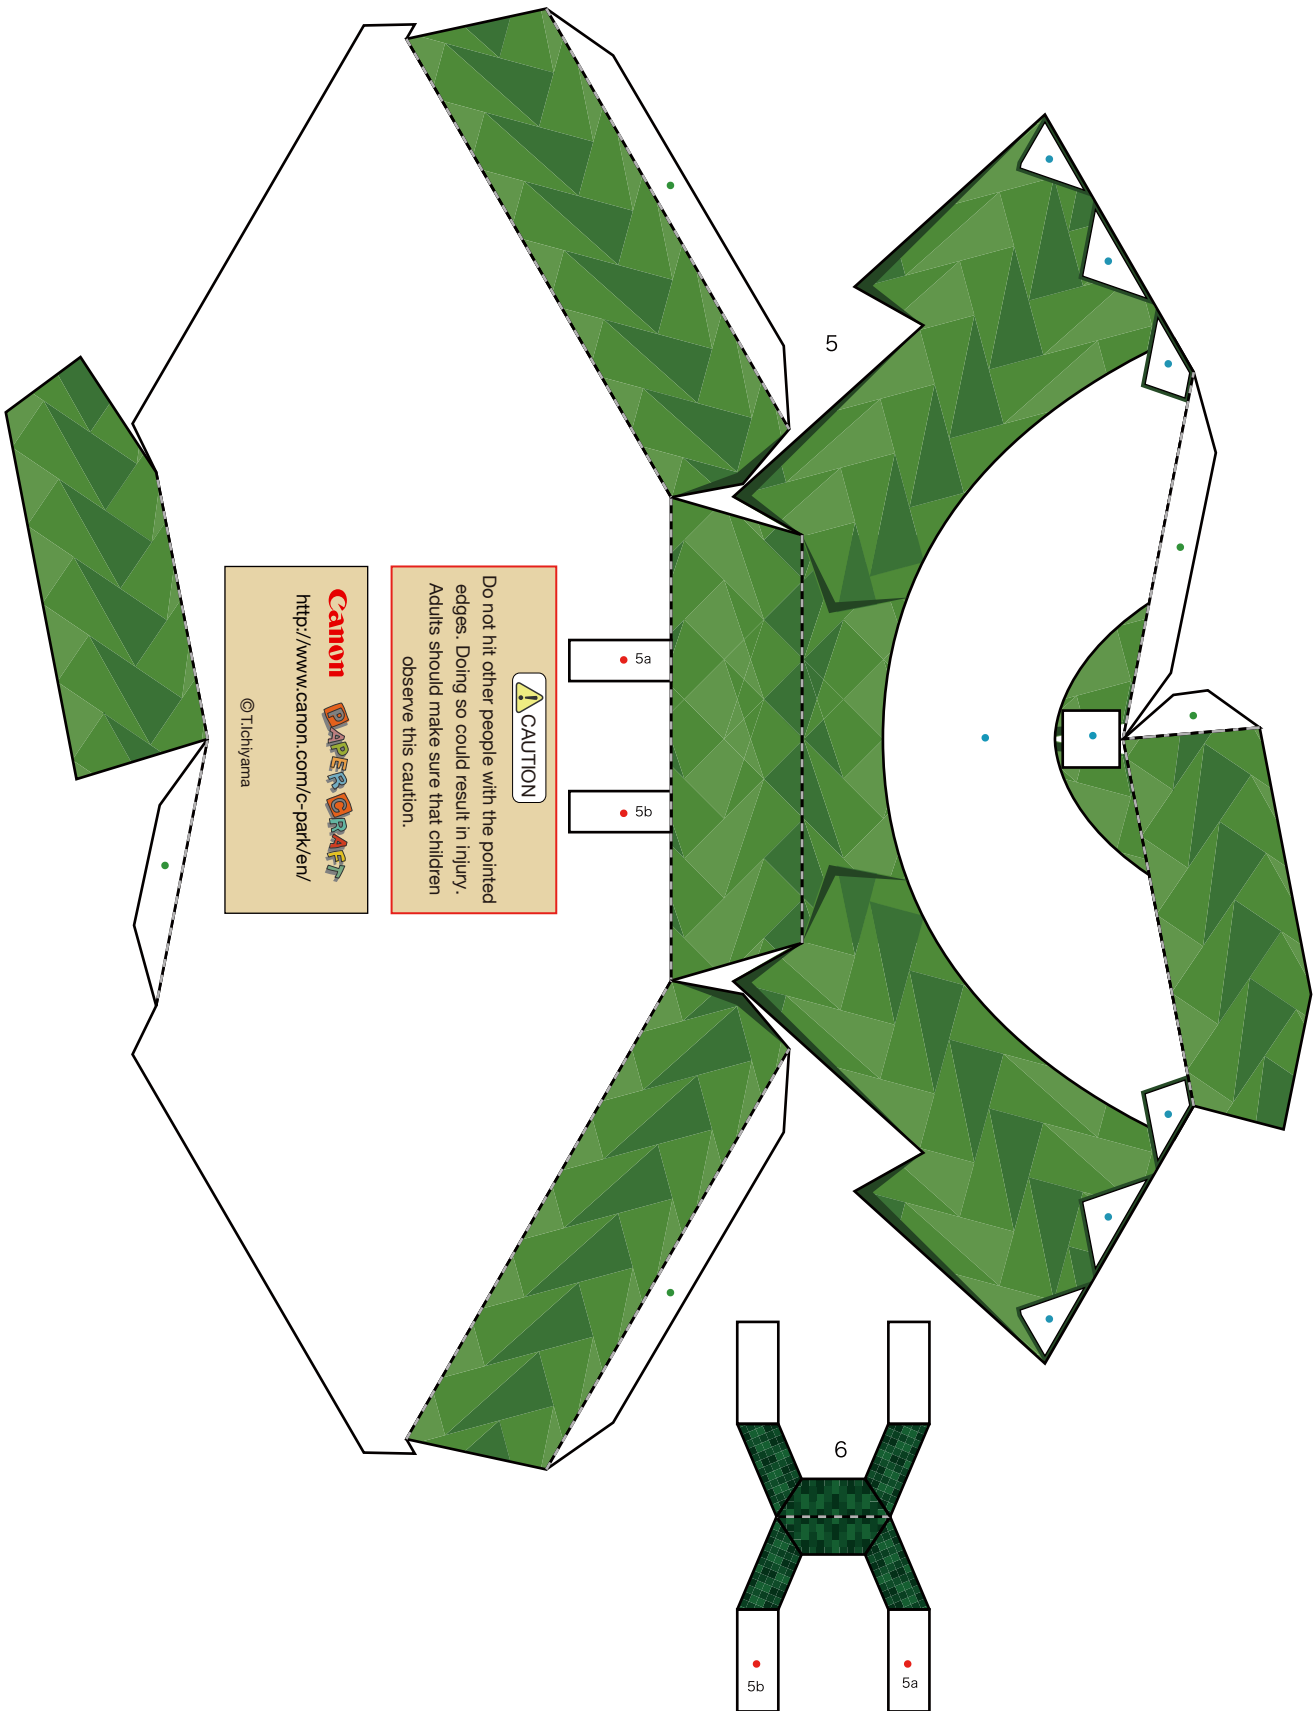 5
5a
5b
⚠CAUTION
Do not hit other people with the pointed
edges. Doing so could result in injury.
Adults should make sure that children
observe this caution.
Canon PAPER CRAFT
http://www.canon.com/c-park/en/
© T.Ichiyama
6
5b
5a